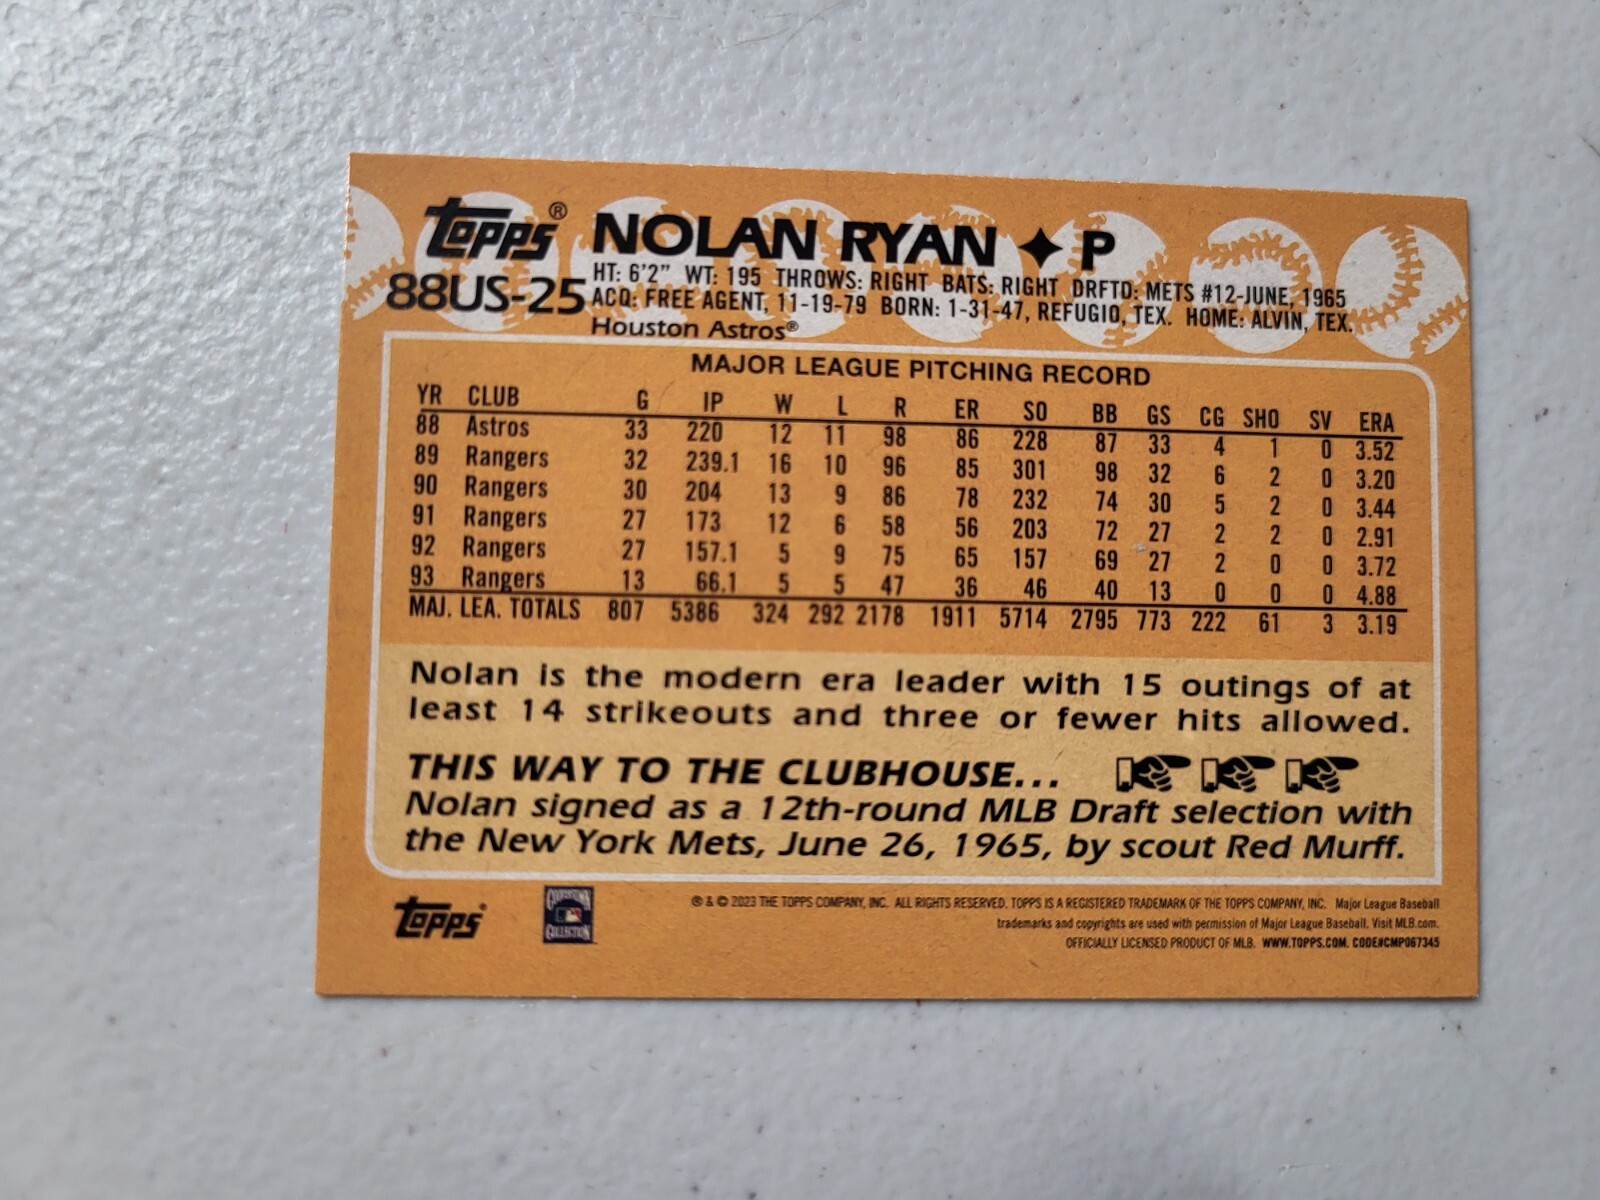 topps® NOLAN RYAN ✦ P
88US-25 HT: 6'2" WT: 195 THROWS: RIGHT BATS: RIGHT DRFTD: METS #12-JUNE, 1965
ACQ: FREE AGENT, 11-19-79 BORN: 1-31-47, REFUGIO, TEX. HOME: ALVIN, TEX.
Houston Astros®
MAJOR LEAGUE PITCHING RECORD
YR CLUB G IP W L R ER SO BB GS CG SHO SV ERA
88 Astros 33 220 12 11 98 86 228 87 33 4 1 0 3.52
89 Rangers 32 239.1 16 10 96 85 301 98 32 6 2 0 3.20
90 Rangers 30 204 13 9 86 78 232 74 30 5 2 0 3.44
91 Rangers 27 173 12 6 58 56 203 72 27 2 2 0 2.91
92 Rangers 27 157.1 5 9 75 65 157 69 27 2 0 0 3.72
93 Rangers 13 66.1 5 5 47 36 46 40 13 0 0 0 4.88
MAJ. LEA. TOTALS 807 5386 324 292 2178 1911 5714 2795 773 222 61 3 3.19
Nolan is the modern era leader with 15 outings of at
least 14 strikeouts and three or fewer hits allowed.
THIS WAY TO THE CLUBHOUSE...
Nolan signed as a 12th-round MLB Draft selection with
the New York Mets, June 26, 1965, by scout Red Murff.
topps®
COOPERSTOWN
COLLECTION
® & © 2023 THE TOPPS COMPANY, INC. ALL RIGHTS RESERVED. TOPPS IS A REGISTERED TRADEMARK OF THE TOPPS COMPANY, INC. Major League Baseball
trademarks and copyrights are used with permission of Major League Baseball. Visit MLB.com.
OFFICIALLY LICENSED PRODUCT OF MLB. WWW.TOPPS.COM. CODE#CMP067345